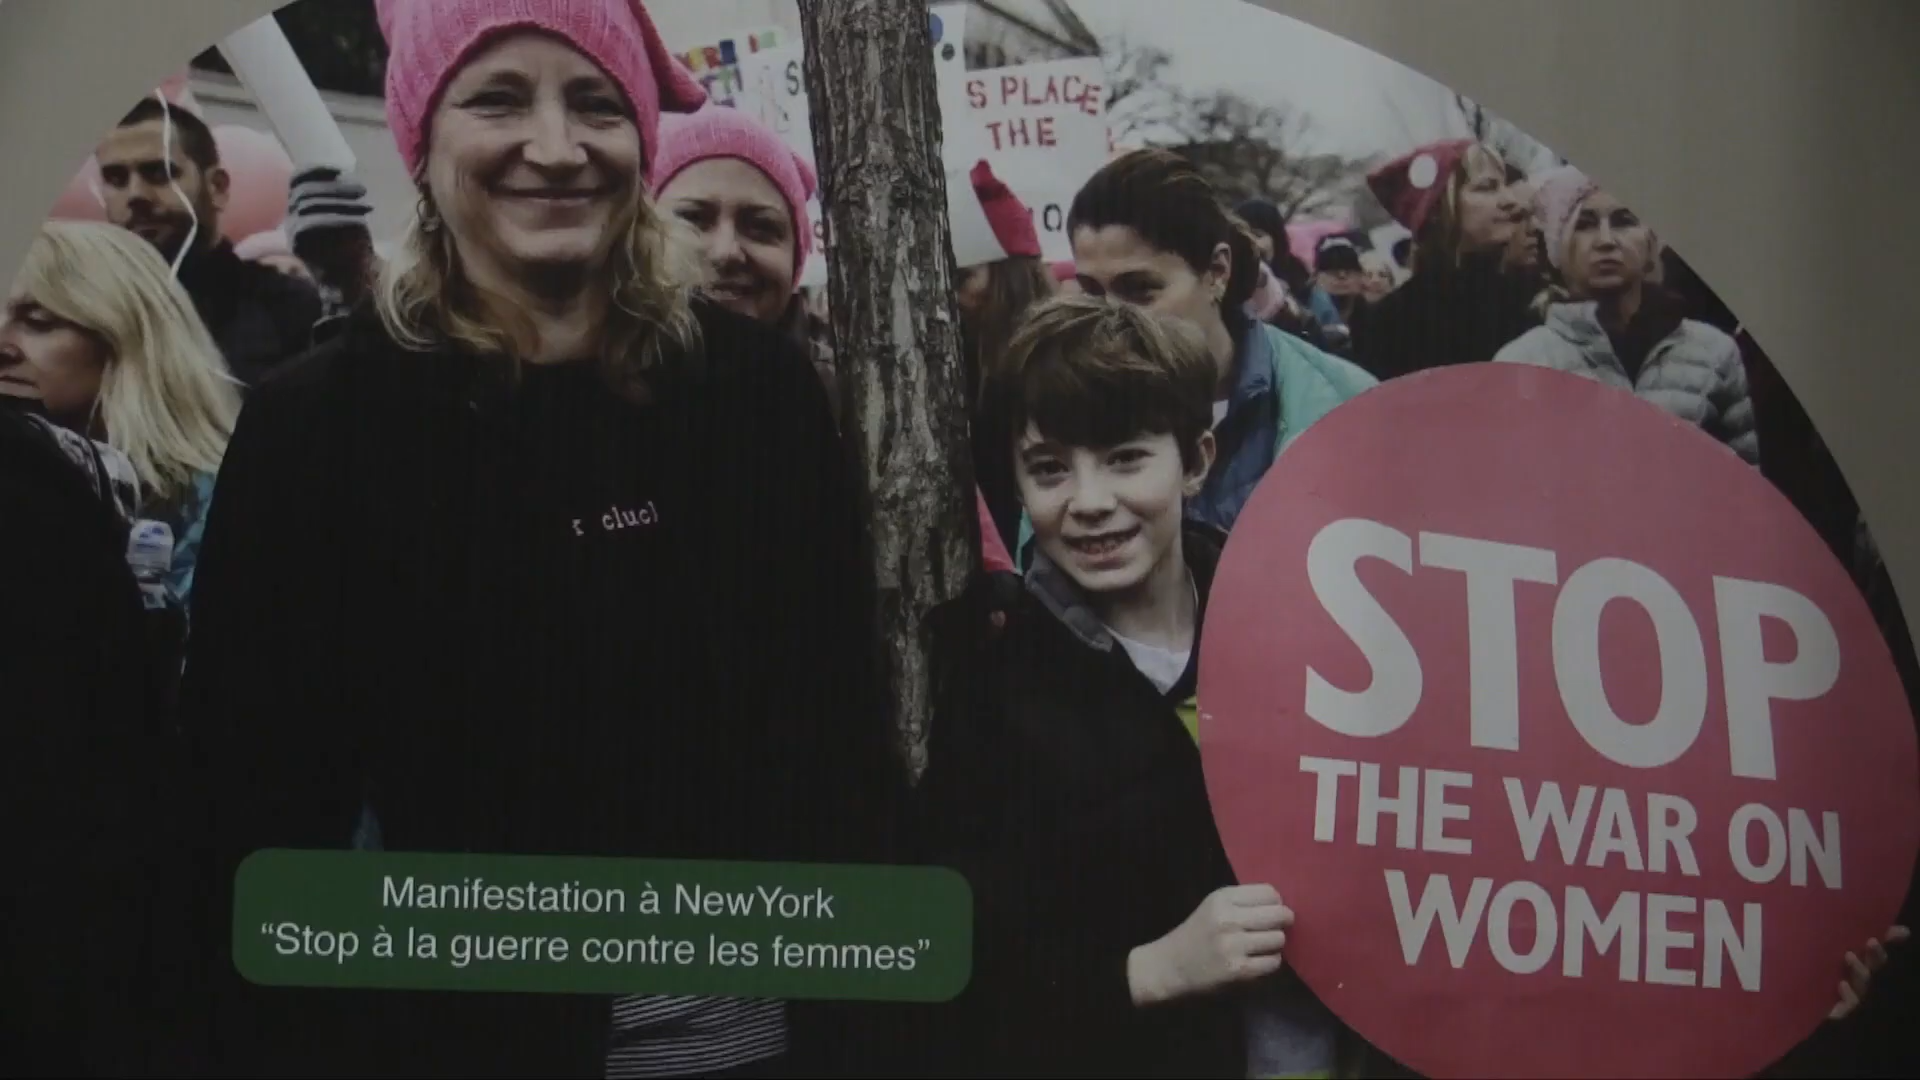 S PLACE
THE
STOP
THE WAR ON
WOMEN
Manifestation à NewYork
“Stop à la guerre contre les femmes”